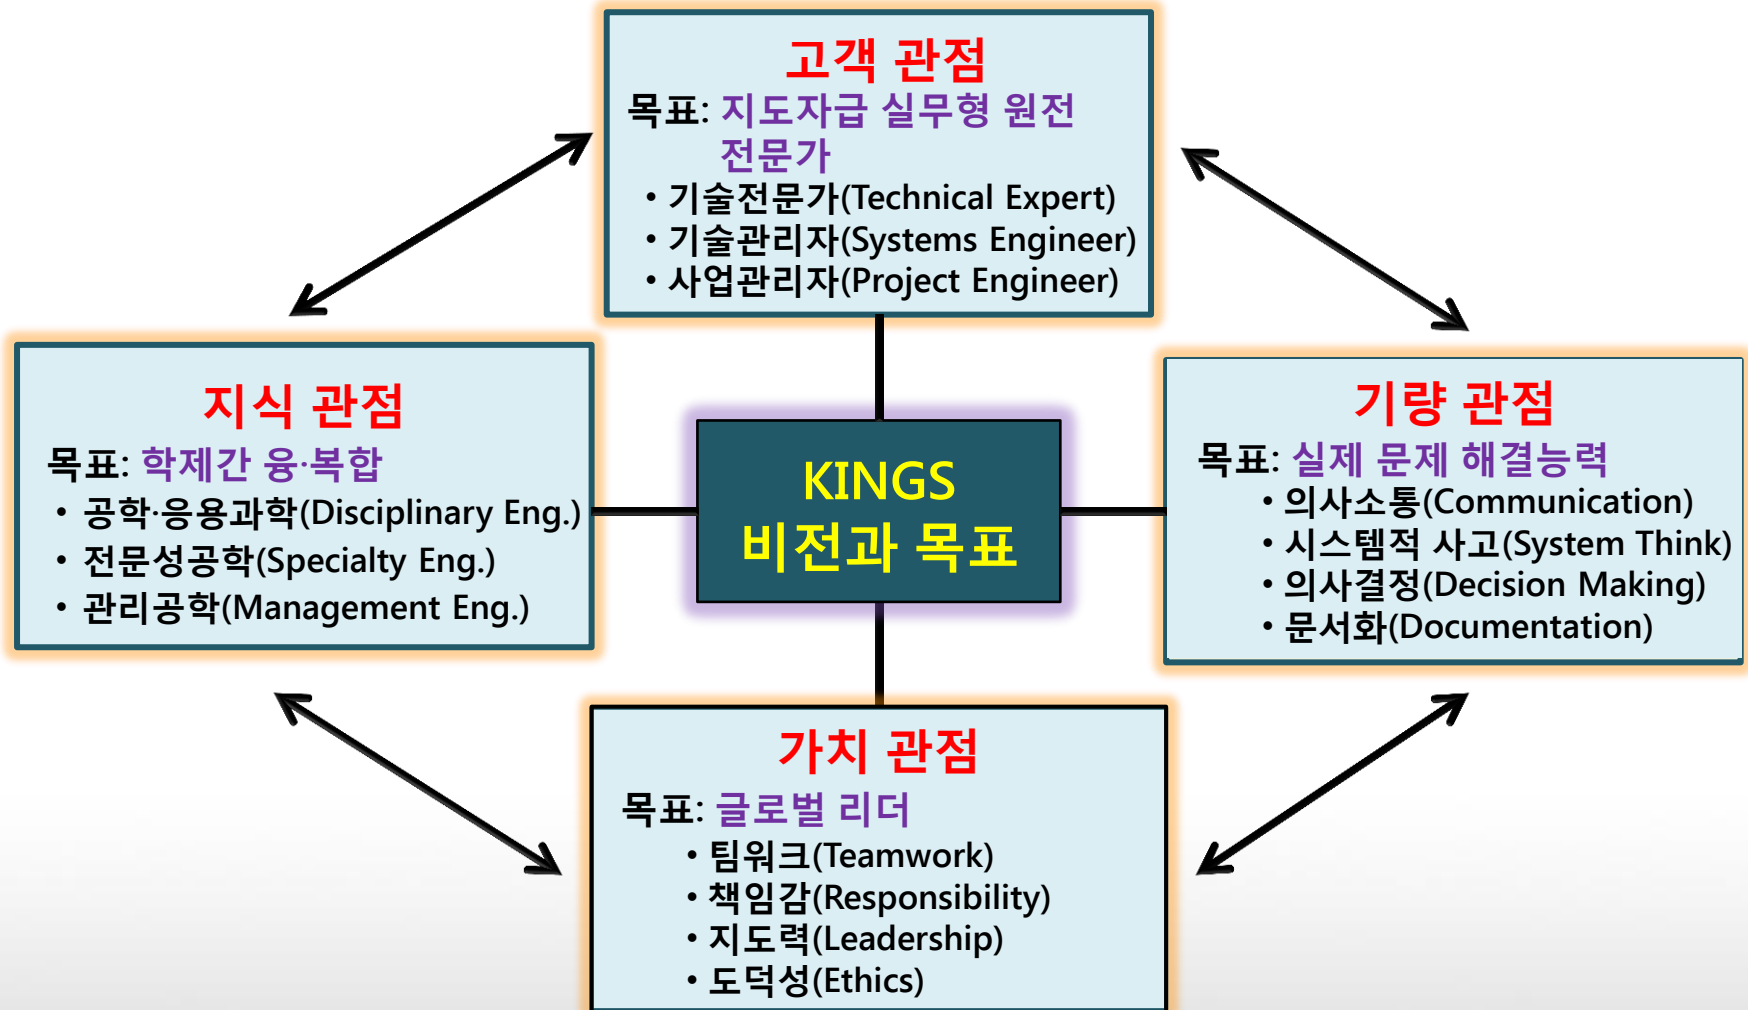 고객 관점
목표: 지도자급 실무형 원전
전문가
• 기술전문가(Technical Expert)
• 기술관리자(Systems Engineer)
• 사업관리자(Project Engineer)
지식 관점
목표: 학제간 융·복합
• 공학·응용과학(Disciplinary Eng.)
• 전문성공학(Specialty Eng.)
• 관리공학(Management Eng.)
KINGS
비전과 목표
기량 관점
목표: 실제 문제 해결능력
• 의사소통(Communication)
• 시스템적 사고(System Think)
• 의사결정(Decision Making)
• 문서화(Documentation)
가치 관점
목표: 글로벌 리더
• 팀워크(Teamwork)
• 책임감(Responsibility)
• 지도력(Leadership)
• 도덕성(Ethics)